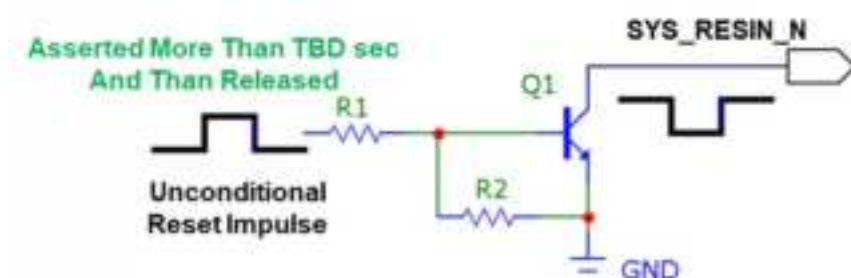 SYS_RESIN_N
Asserted More Than TBD sec
And Than Released
R1
Q1
Unconditional
Reset Impulse
R2
GND